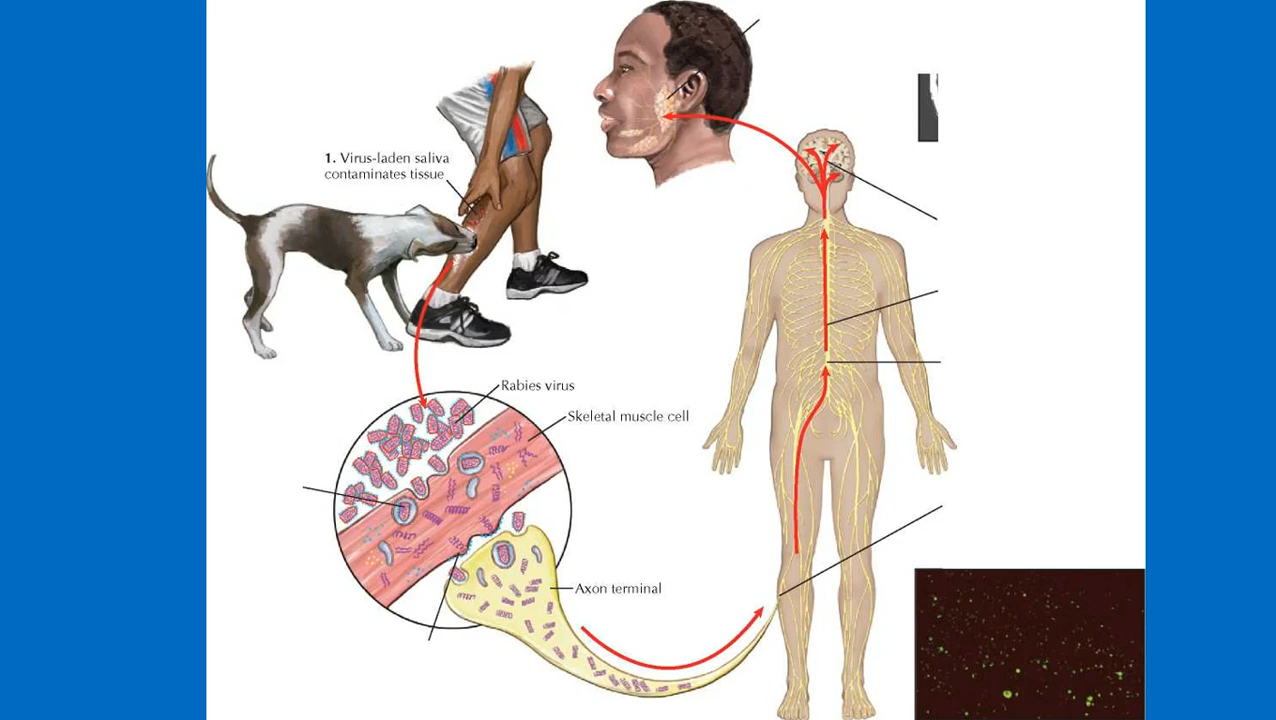 1. Virus-laden saliva
contaminates tissue
Rabies virus
Skeletal muscle cell
Axon terminal